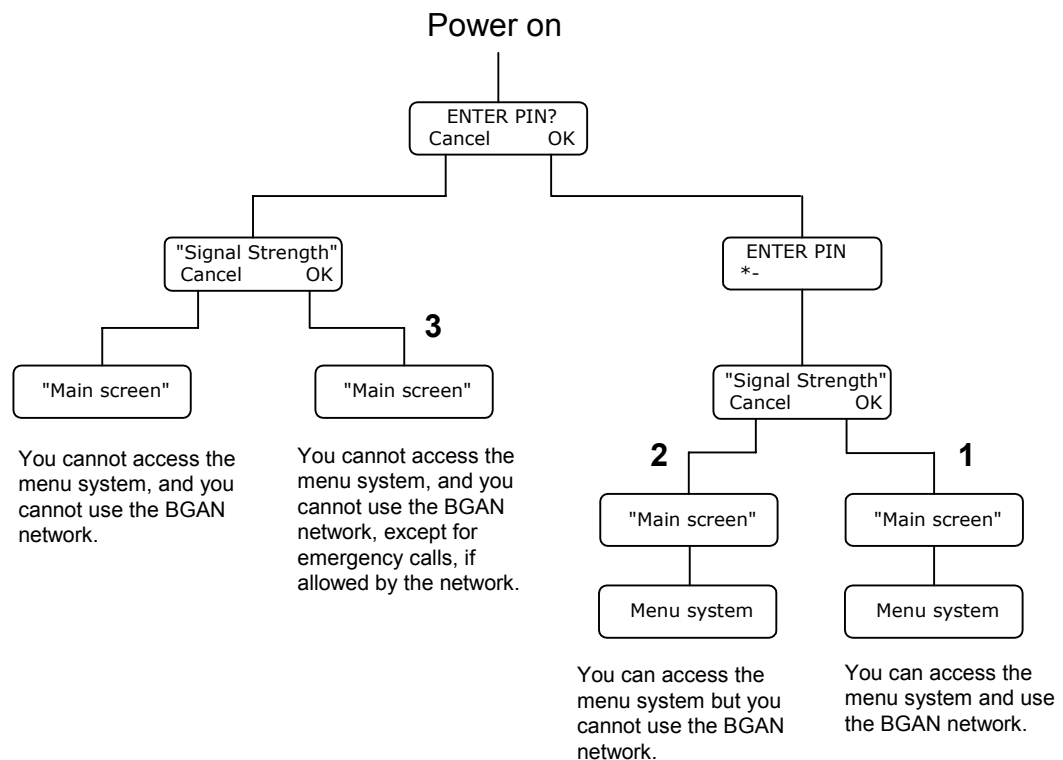 Power on
ENTER PIN?
Cancel OK
"Signal Strength"
Cancel OK
ENTER PIN
*-
3
"Main screen"
"Main screen"
You cannot access the
menu system, and you
cannot use the BGAN
network.
You cannot access the
menu system, and you
cannot use the BGAN
network, except for
emergency calls, if
allowed by the network.
"Signal Strength"
Cancel OK
2
1
"Main screen"
"Main screen"
Menu system
Menu system
You can access the
menu system but you
cannot use the BGAN
network.
You can access the
menu system and use
the BGAN network.